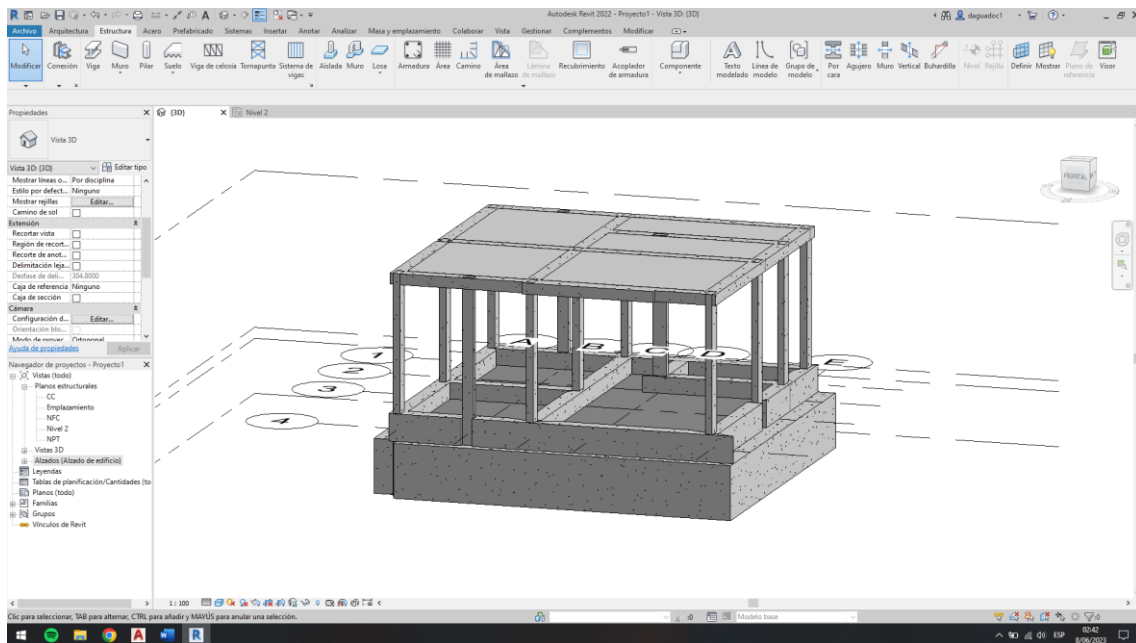 Autodesk Revit 2022 - Proyecto1 - Vista 3D: {3D}
deguadoc1
Archivo Arquitectura Estructura Acero Prefabricado Sistemas Insertar Anotar Analizar Masa y emplazamiento Colaborar Vista Gestionar Complementos Modificar
Modificar Conexión Viga Muro Pilar Suelo Viga de celosía Tornapunta Sistema de vigas Aislada Muro Losa Armadura Área Camino Área de mallazo Lámina de mallazo Recubrimiento Acoplador de armadura Componente Texto modelado Línea de modelo Grupo de modelo Por cara Agujero Muro Vertical Buhardilla Nivel Rejilla Definir Mostrar Plano de referencia Visor
Propiedades
{3D}
Nivel 2
Vista 3D
Vista 3D: {3D}
Editar tipo
Mostrar líneas o... Por disciplina
Estilo por defect... Ninguno
Mostrar rejillas Editar...
Camino de sol
Extensión
Recortar vista
Región de recort...
Recorte de anot...
Delimitación leja...
Desfase de deli... 304.8000
Caja de referencia Ninguno
Caja de sección
Cámara
Configuración d... Editar...
Orientación blo...
Modo de proyec... Ortogonal
Ayuda de propiedades
Aplicar
Navegador de proyectos - Proyecto1
Vistas (todo)
Planos estructurales
CC
Emplazamiento
NFC
Nivel 2
NPT
Vistas 3D
Alzados (Alzado de edificio)
Leyendas
Tablas de planificación/Cantidades (to
Planos (todo)
Familias
Grupos
Vínculos de Revit
FRONTAL
A B C D E
1
2
3
4
1 : 100
Clic para seleccionar, TAB para alternar, CTRL para añadir y MAYÚS para anular una selección.
:0
Modelo base
:0
ESP
02:42
8/06/2023